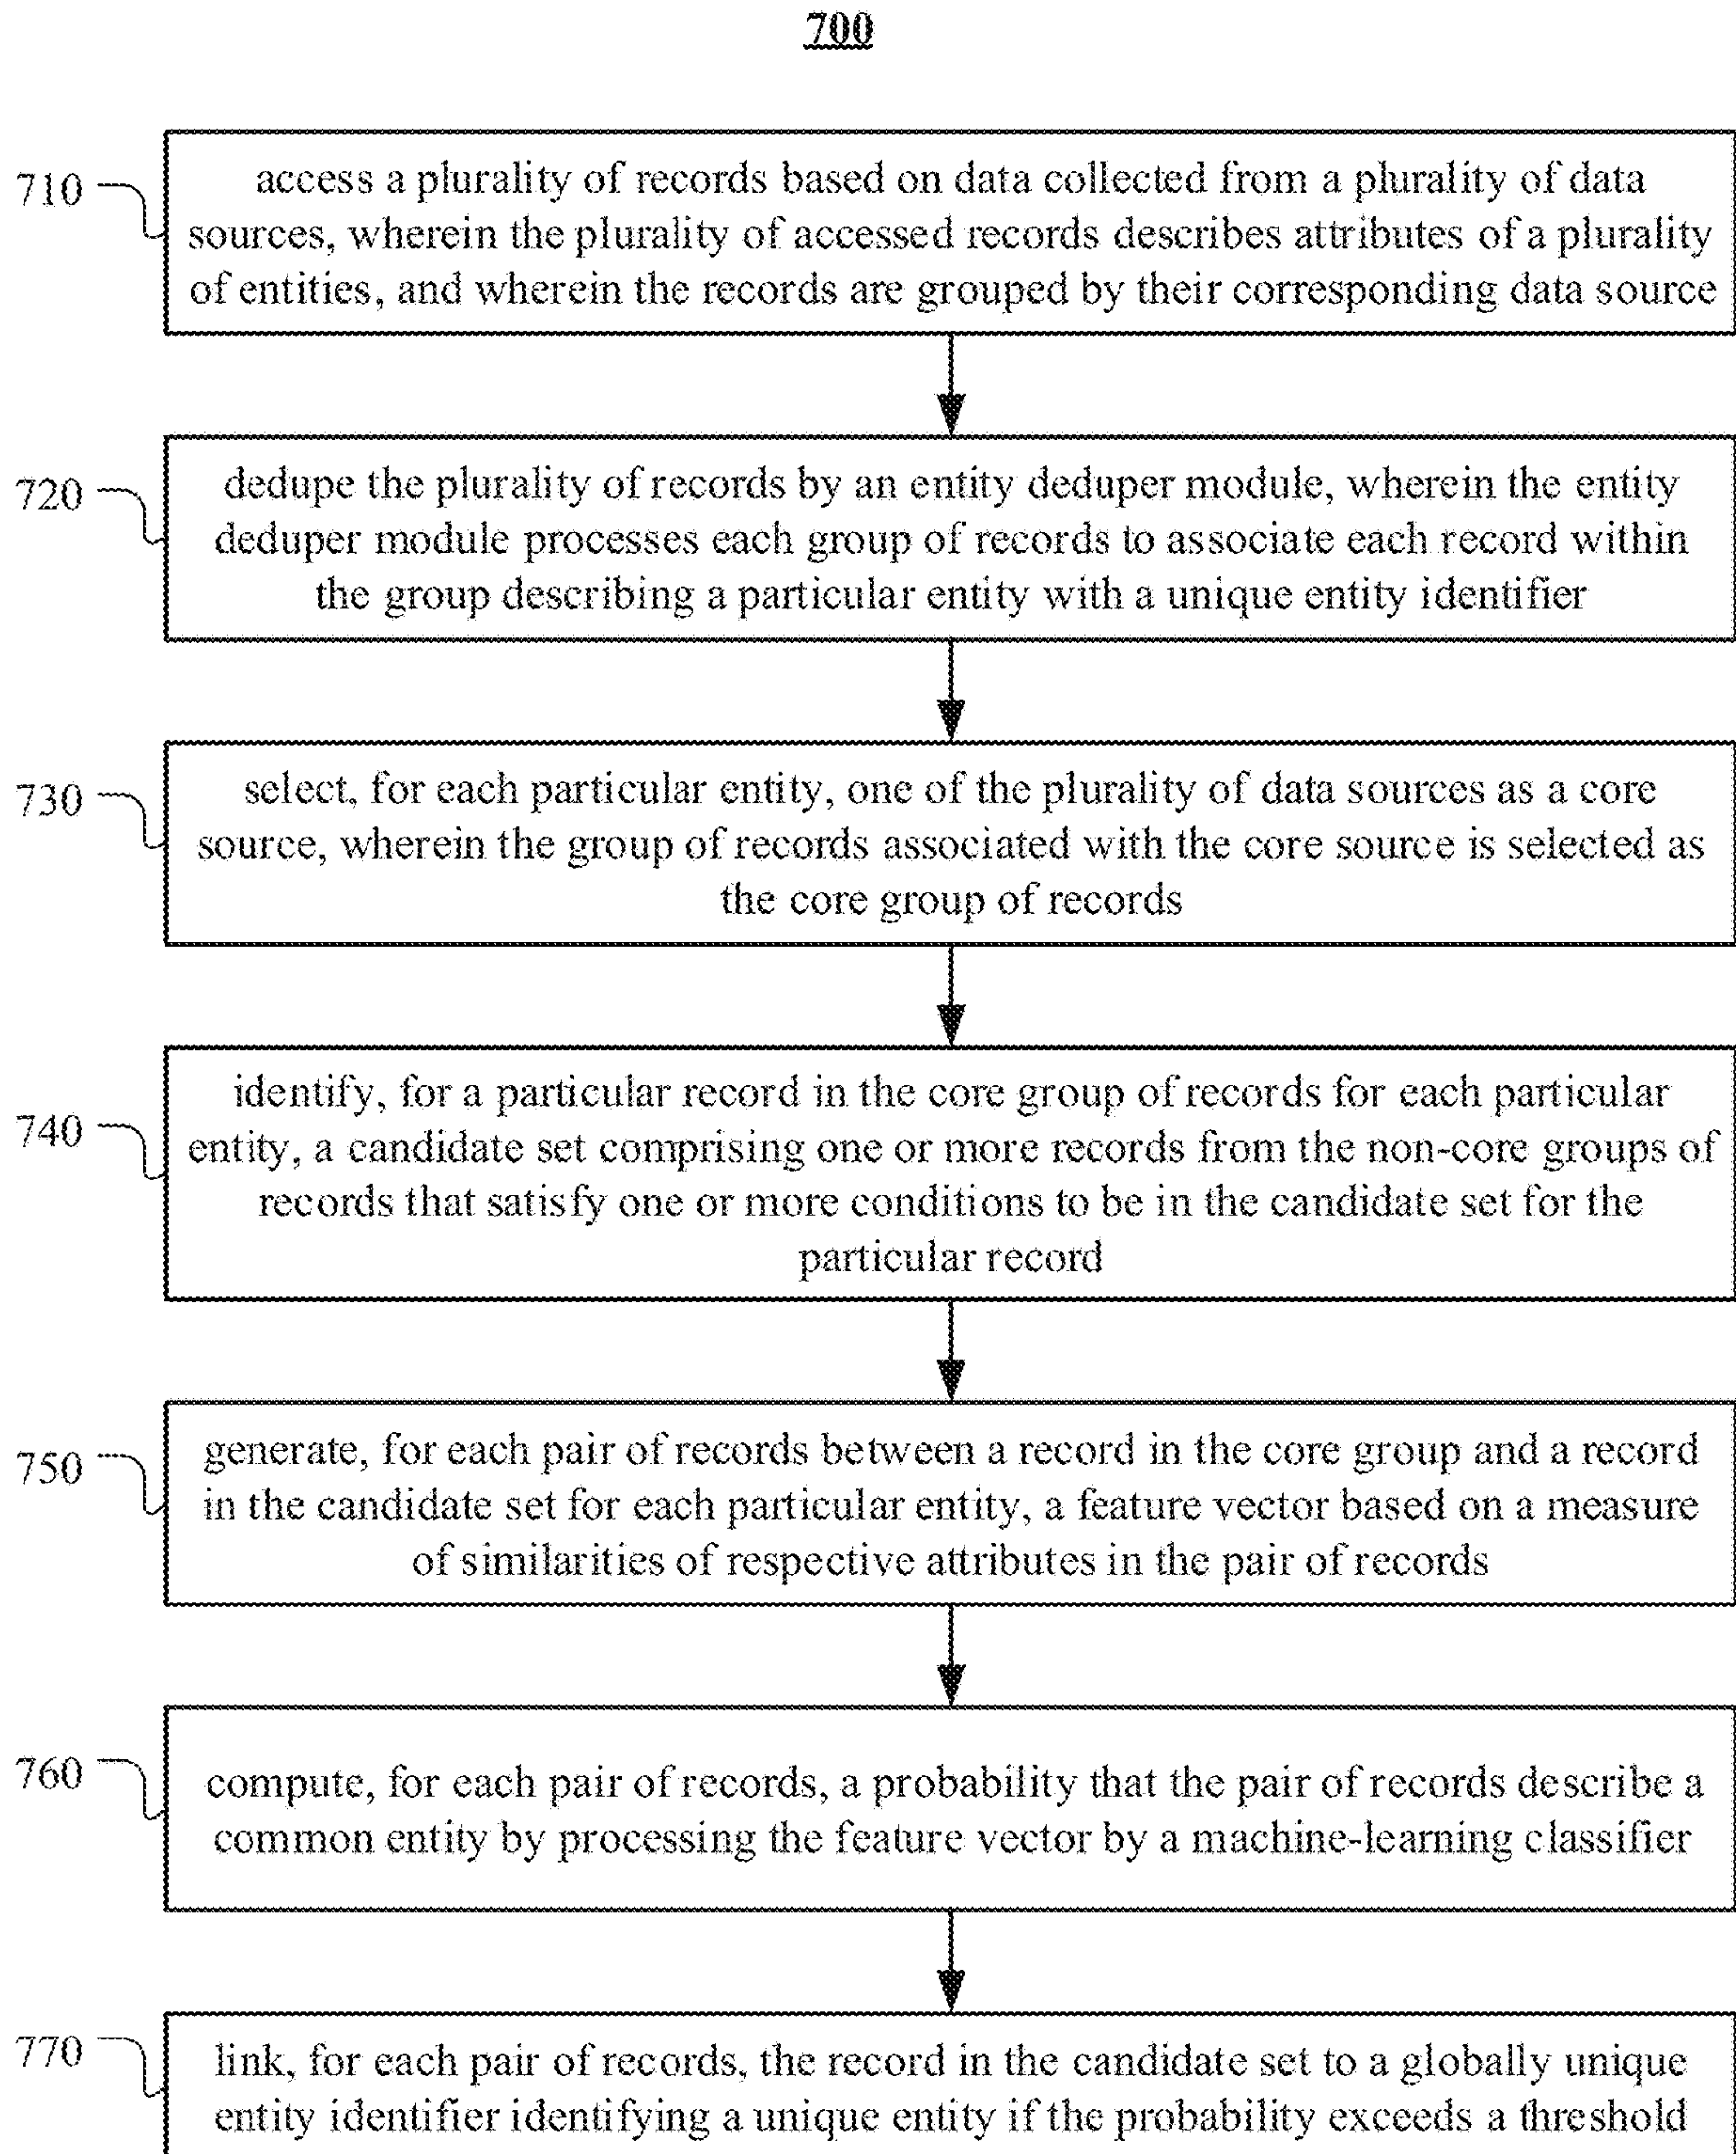 700
710
access a plurality of records based on data collected from a plurality of data
sources, wherein the plurality of accessed records describes attributes of a plurality
of entities, and wherein the records are grouped by their corresponding data source
720
dedupe the plurality of records by an entity deduper module, wherein the entity
deduper module processes each group of records to associate each record within
the group describing a particular entity with a unique entity identifier
730
select, for each particular entity, one of the plurality of data sources as a core
source, wherein the group of records associated with the core source is selected as
the core group of records
740
identify, for a particular record in the core group of records for each particular
entity, a candidate set comprising one or more records from the non-core groups of
records that satisfy one or more conditions to be in the candidate set for the
particular record
750
generate, for each pair of records between a record in the core group and a record
in the candidate set for each particular entity, a feature vector based on a measure
of similarities of respective attributes in the pair of records
760
compute, for each pair of records, a probability that the pair of records describe a
common entity by processing the feature vector by a machine-learning classifier
770
link, for each pair of records, the record in the candidate set to a globally unique
entity identifier identifying a unique entity if the probability exceeds a threshold